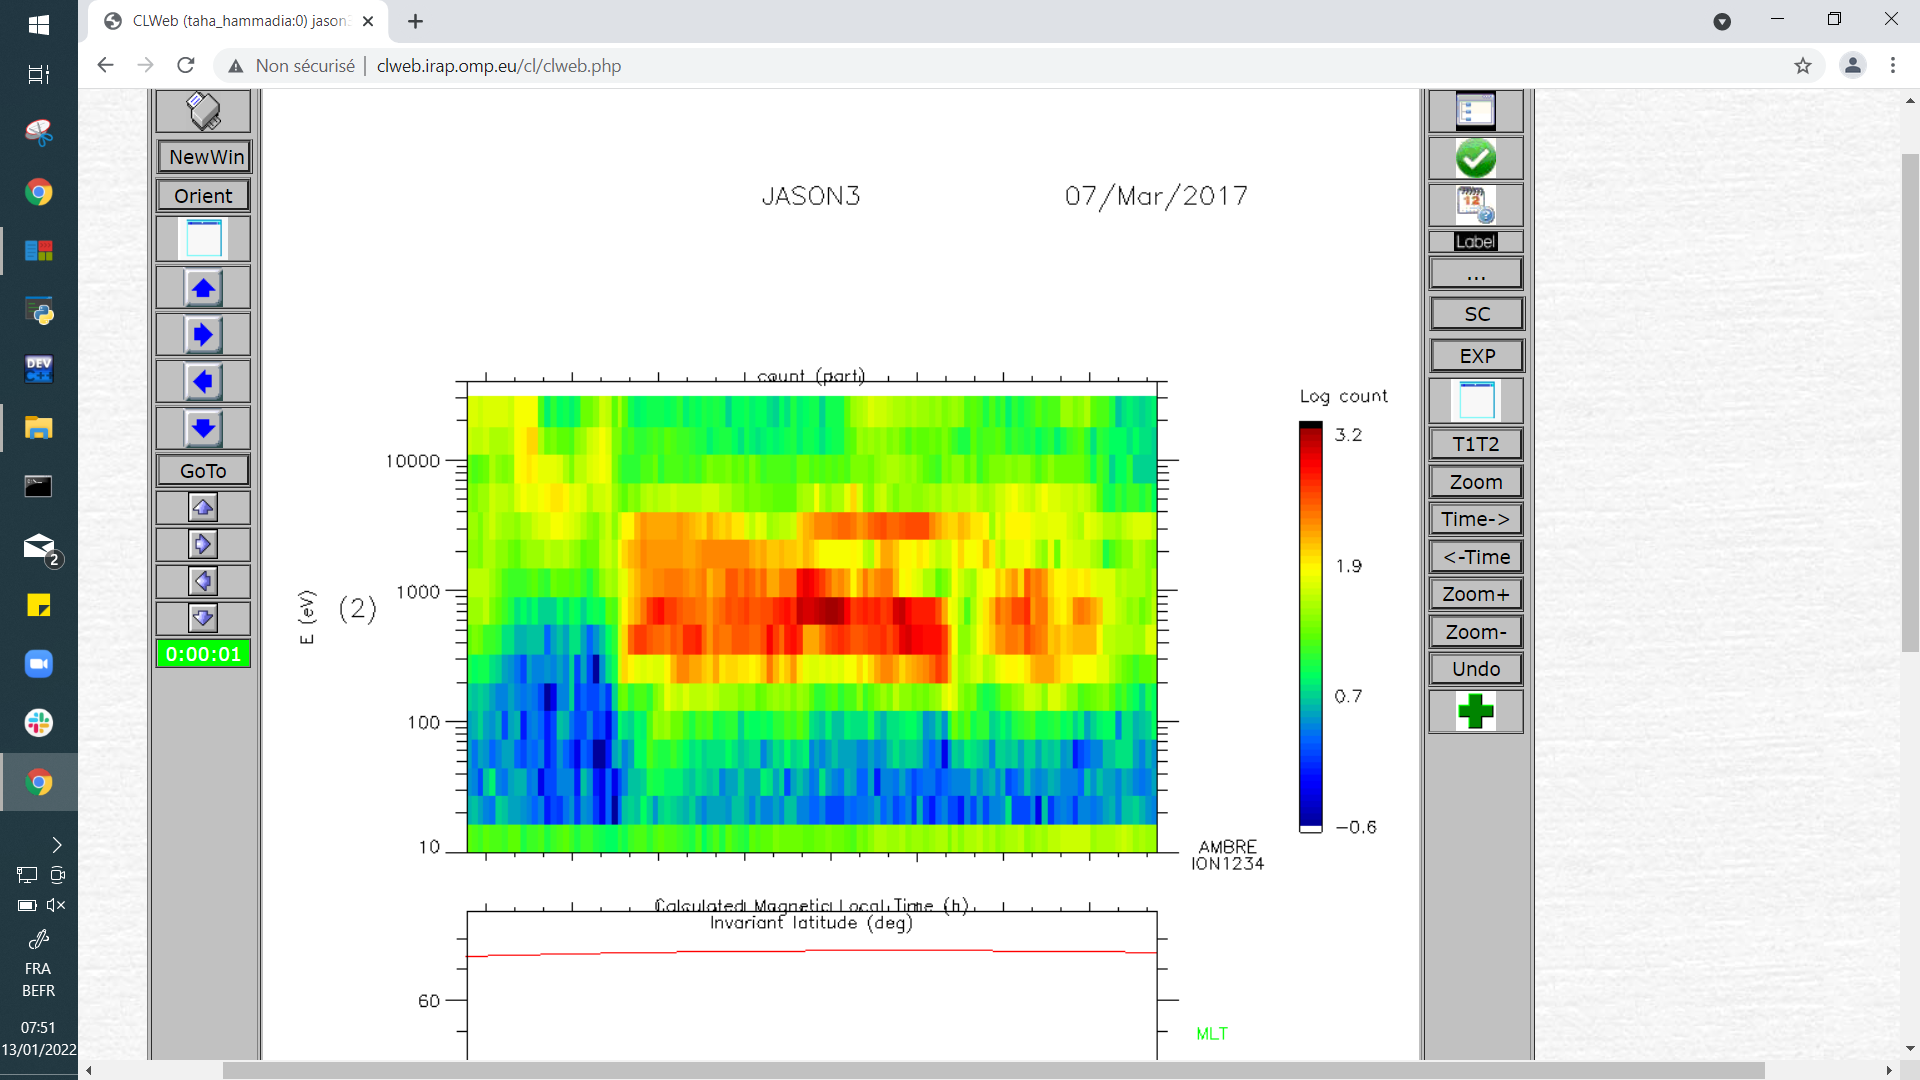 CLWeb (taha_hammadia:0) jason3
Non sécurisé
clweb.irap.omp.eu/cl/clweb.php
NewWin
Orient
GoTo
0:00:01
JASON3 07/Mar/2017
count (part)
Log count
3.2
1.9
0.7
−0.6
10000
1000
100
10
E (eV)
(2)
AMBRE
ION1234
Calculated Magnetic Local Time (h)
Invariant latitude (deg)
60
MLT
12
Label
...
SC
EXP
T1T2
Zoom
Time->
<-Time
Zoom+
Zoom-
Undo
DEV
C++
2
FRA
BEFR
07:51
13/01/2022